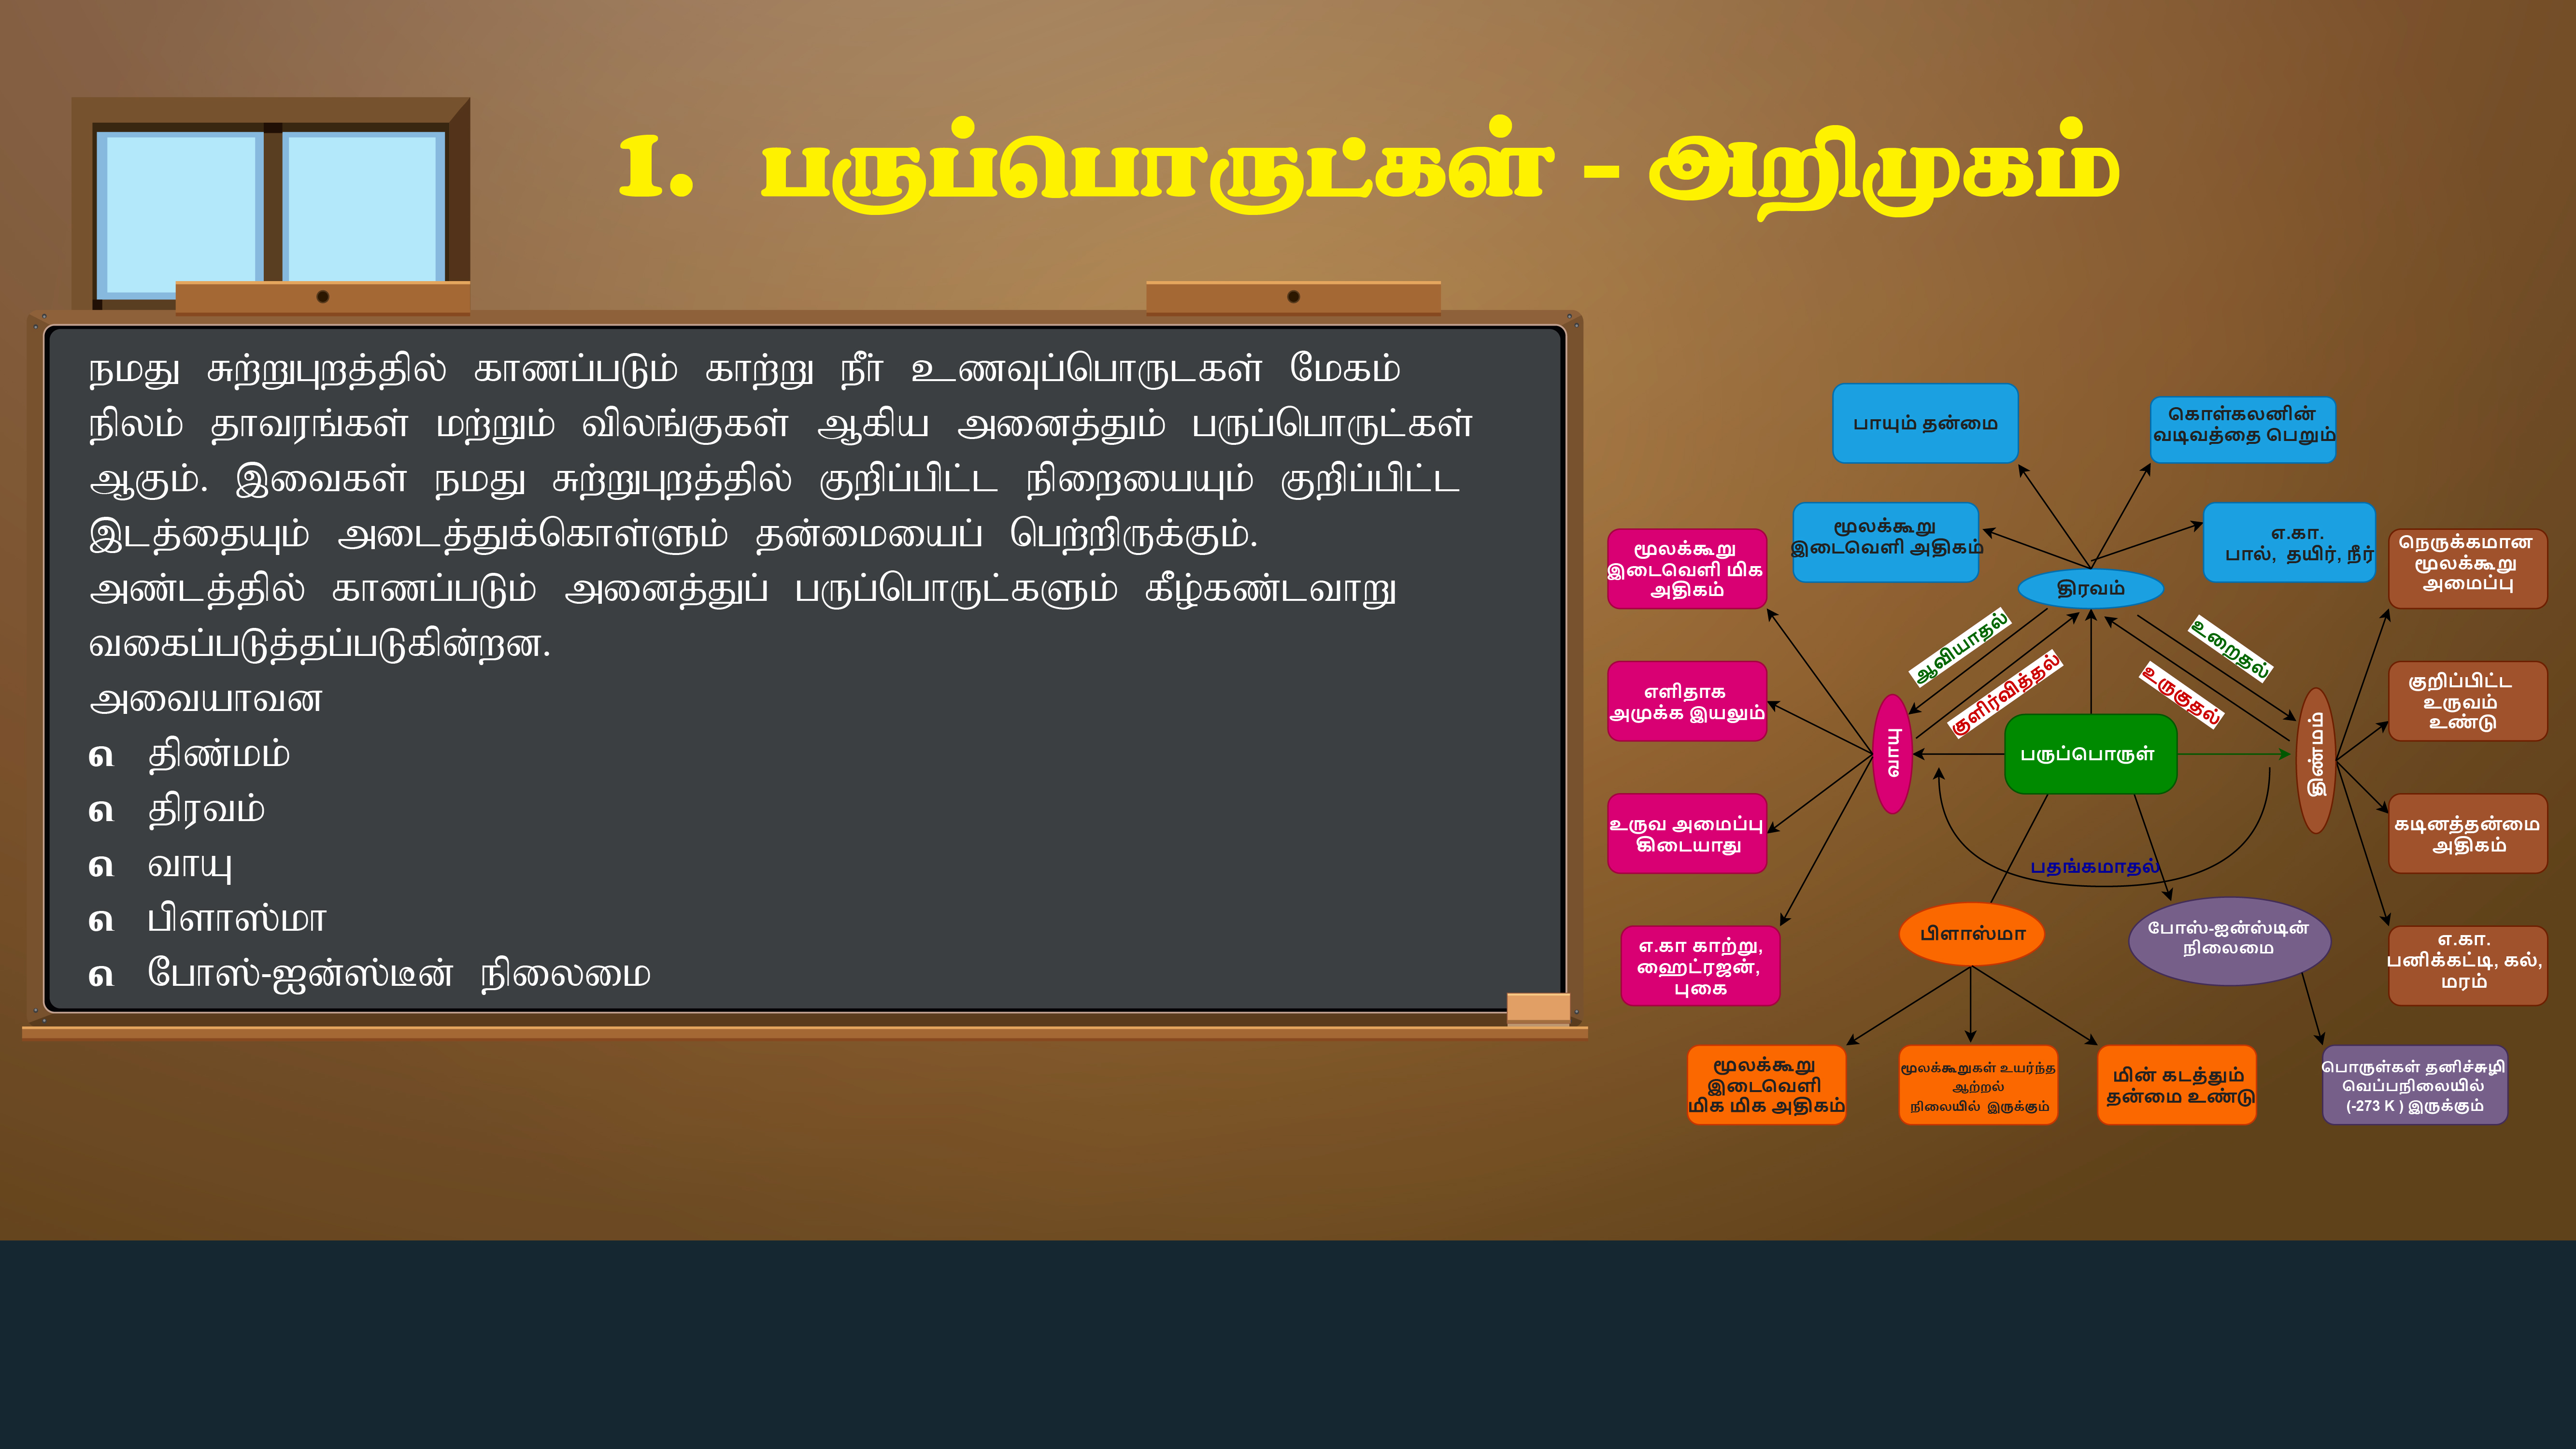 1. பருப்பொருட்கள் - அறிமுகம்
நமது சுற்றுபுறத்தில் காணப்படும் காற்று நீர் உணவுப்பொருடகள் மேகம்
நிலம் தாவரங்கள் மற்றும் விலங்குகள் ஆகிய அனைத்தும் பருப்பொருட்கள்
ஆகும். இவைகள் நமது சுற்றுபுறத்தில் குறிப்பிட்ட நிறையையும் குறிப்பிட்ட
இடத்தையும் அடைத்துக்கொள்ளும் தன்மையைப் பெற்றிருக்கும்.
அண்டத்தில் காணப்படும் அனைத்துப் பருப்பொருட்களும் கீழ்கண்டவாறு
வகைப்படுத்தப்படுகின்றன.
அவையாவன
திண்மம்
திரவம்
வாயு
பிளாஸ்மா
போஸ்-ஐன்ஸ்டீன் நிலைமை
பாயும் தன்மை
கொள்கலனின்
வடிவத்தை பெறும்
மூலக்கூறு
இடைவெளி அதிகம்
எ.கா.
பால், தயிர், நீர்
திரவம்
மூலக்கூறு
இடைவெளி மிக
அதிகம்
எளிதாக
அமுக்க இயலும்
உருவ அமைப்பு
கிடையாது
எ.கா காற்று,
ஹைட்ரஜன்,
புகை
வாயு
ஆவியாதல்
குளிர்வித்தல்
உறைதல்
உருகுதல்
பருப்பொருள்
திண்மம்
நெருக்கமான
மூலக்கூறு
அமைப்பு
குறிப்பிட்ட
உருவம்
உண்டு
கடினத்தன்மை
அதிகம்
எ.கா.
பனிக்கட்டி, கல்,
மரம்
பதங்கமாதல்
பிளாஸ்மா
போஸ்-ஐன்ஸ்டின்
நிலைமை
மூலக்கூறு
இடைவெளி
மிக மிக அதிகம்
மூலக்கூறுகள் உயர்ந்த
ஆற்றல்
நிலையில் இருக்கும்
மின் கடத்தும்
தன்மை உண்டு
பொருள்கள் தனிச்சுழி
வெப்பநிலையில்
(-273 K ) இருக்கும்